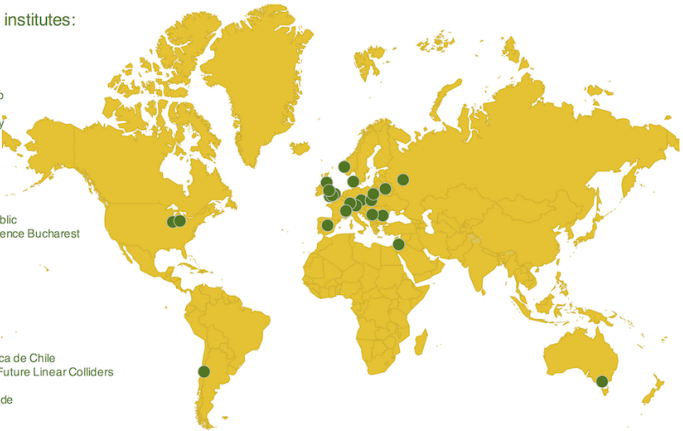 institutes:
y
blic
ence Bucharest
ca de Chile
Future Linear Colliders
de